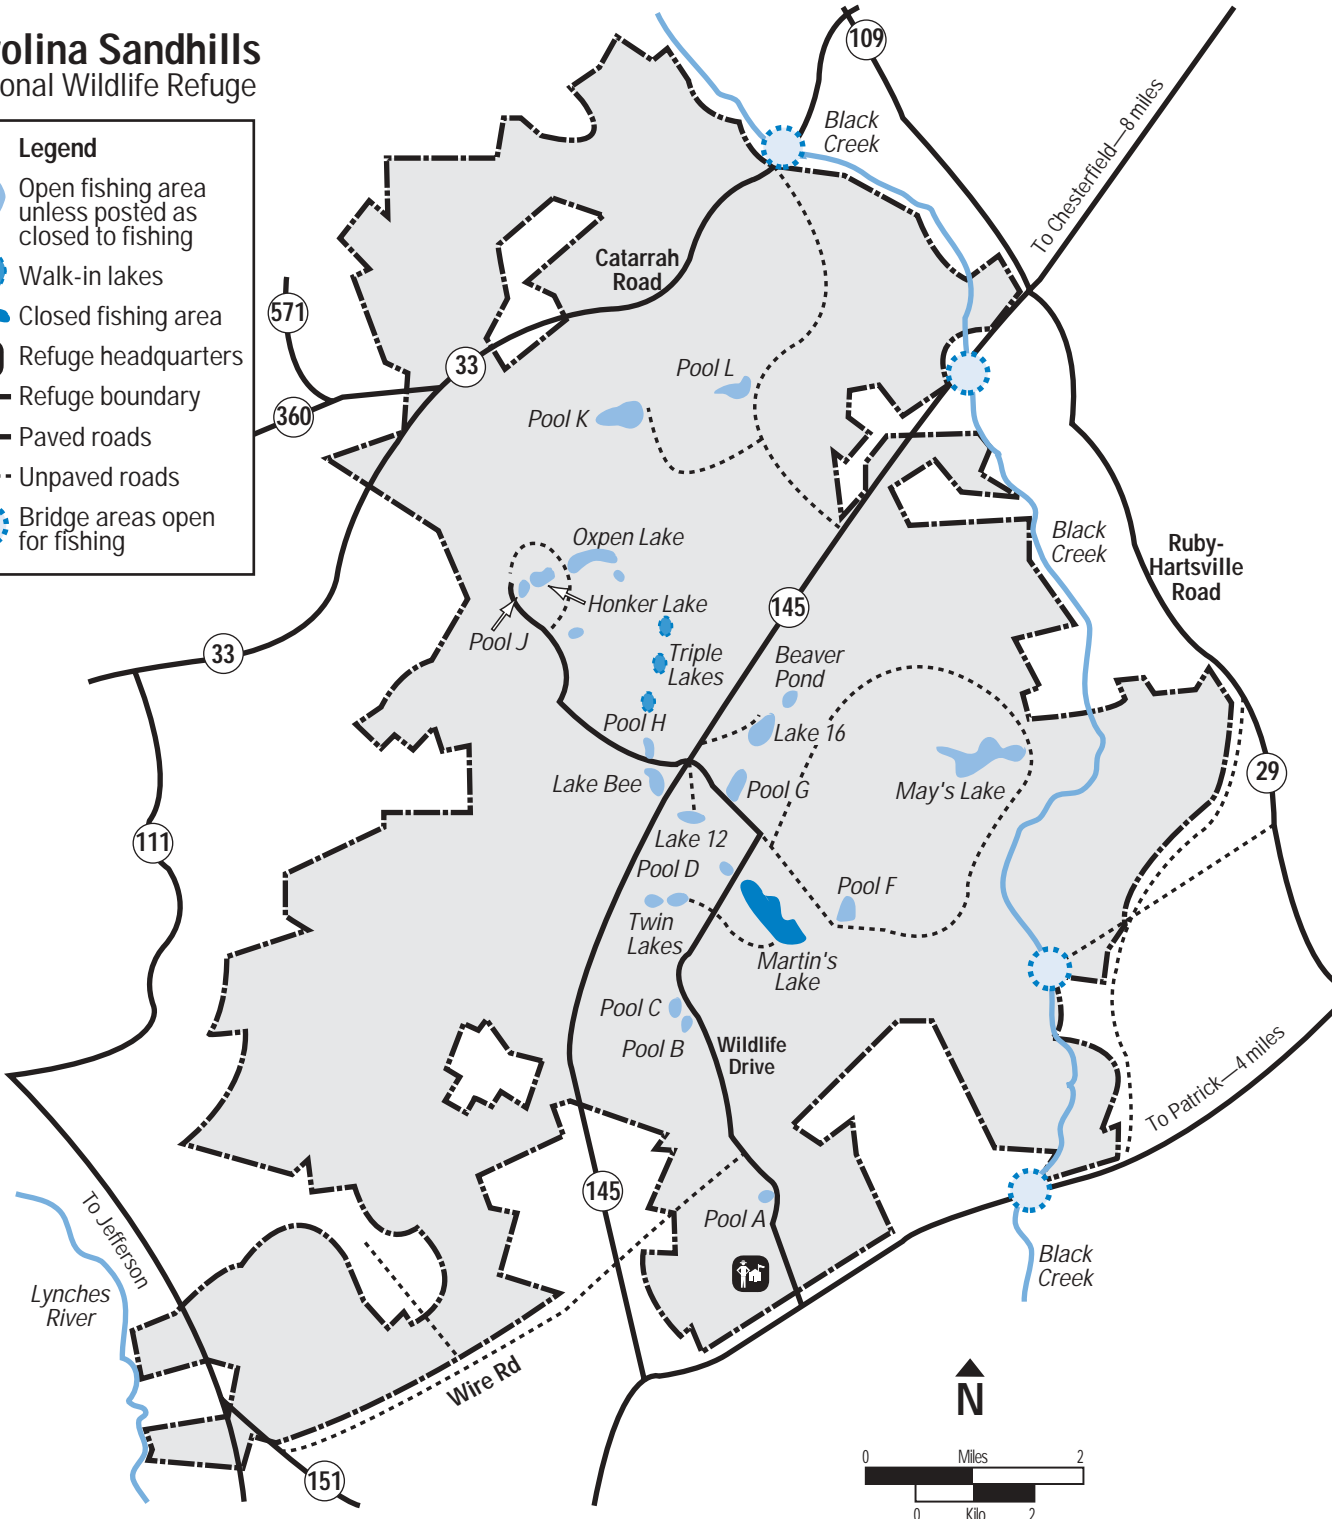 rolina Sandhills
onal Wildlife Refuge
Legend
Open fishing area
unless posted as
closed to fishing
Walk-in lakes
Closed fishing area
Refuge headquarters
Refuge boundary
Paved roads
Unpaved roads
Bridge areas open
for fishing
109
Black
Creek
To Chesterfield—8 miles
Catarrah
Road
571
33
360
Pool L
Pool K
Black
Creek
Ruby-
Hartsville
Road
Oxpen Lake
Honker Lake
Pool J
145
33
Triple
Lakes
Beaver
Pond
Pool H
Lake 16
Lake Bee
Pool G
May's Lake
29
111
Lake 12
Pool D
Pool F
Twin
Lakes
Martin's
Lake
Pool C
Pool B
Wildlife
Drive
To Patrick—4 miles
145
Pool A
To Jefferson
Lynches
River
Black
Creek
Wire Rd
151
N
0 Miles 2
0 Kilo 2